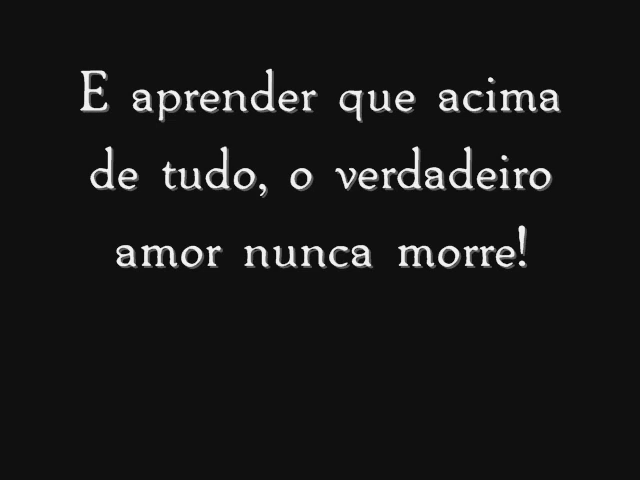 E aprender que acima
de tudo, o verdadeiro
amor nunca morre!